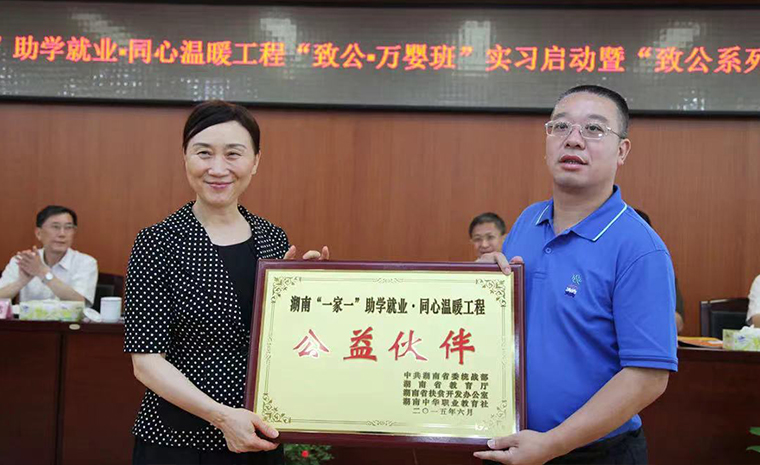 ”助学就业·同心温暖工程“致公·万婴班”实习启动暨“致公系列
湖南“一家一”助学就业·同心温暖工程
公益伙伴
中共湖南省委统战部
湖南省教育厅
湖南省扶贫开发办公室
湖南中华职业教育社
二〇一五年六月